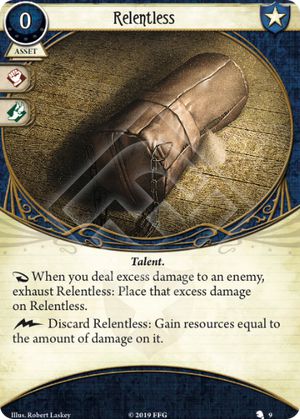 Relentless
0
ASSET
Talent.
When you deal excess damage to an enemy,
exhaust Relentless: Place that excess damage
on Relentless.
Discard Relentless: Gain resources equal to
the amount of damage on it.
Illus. Robert Laskey © 2019 FFG 9